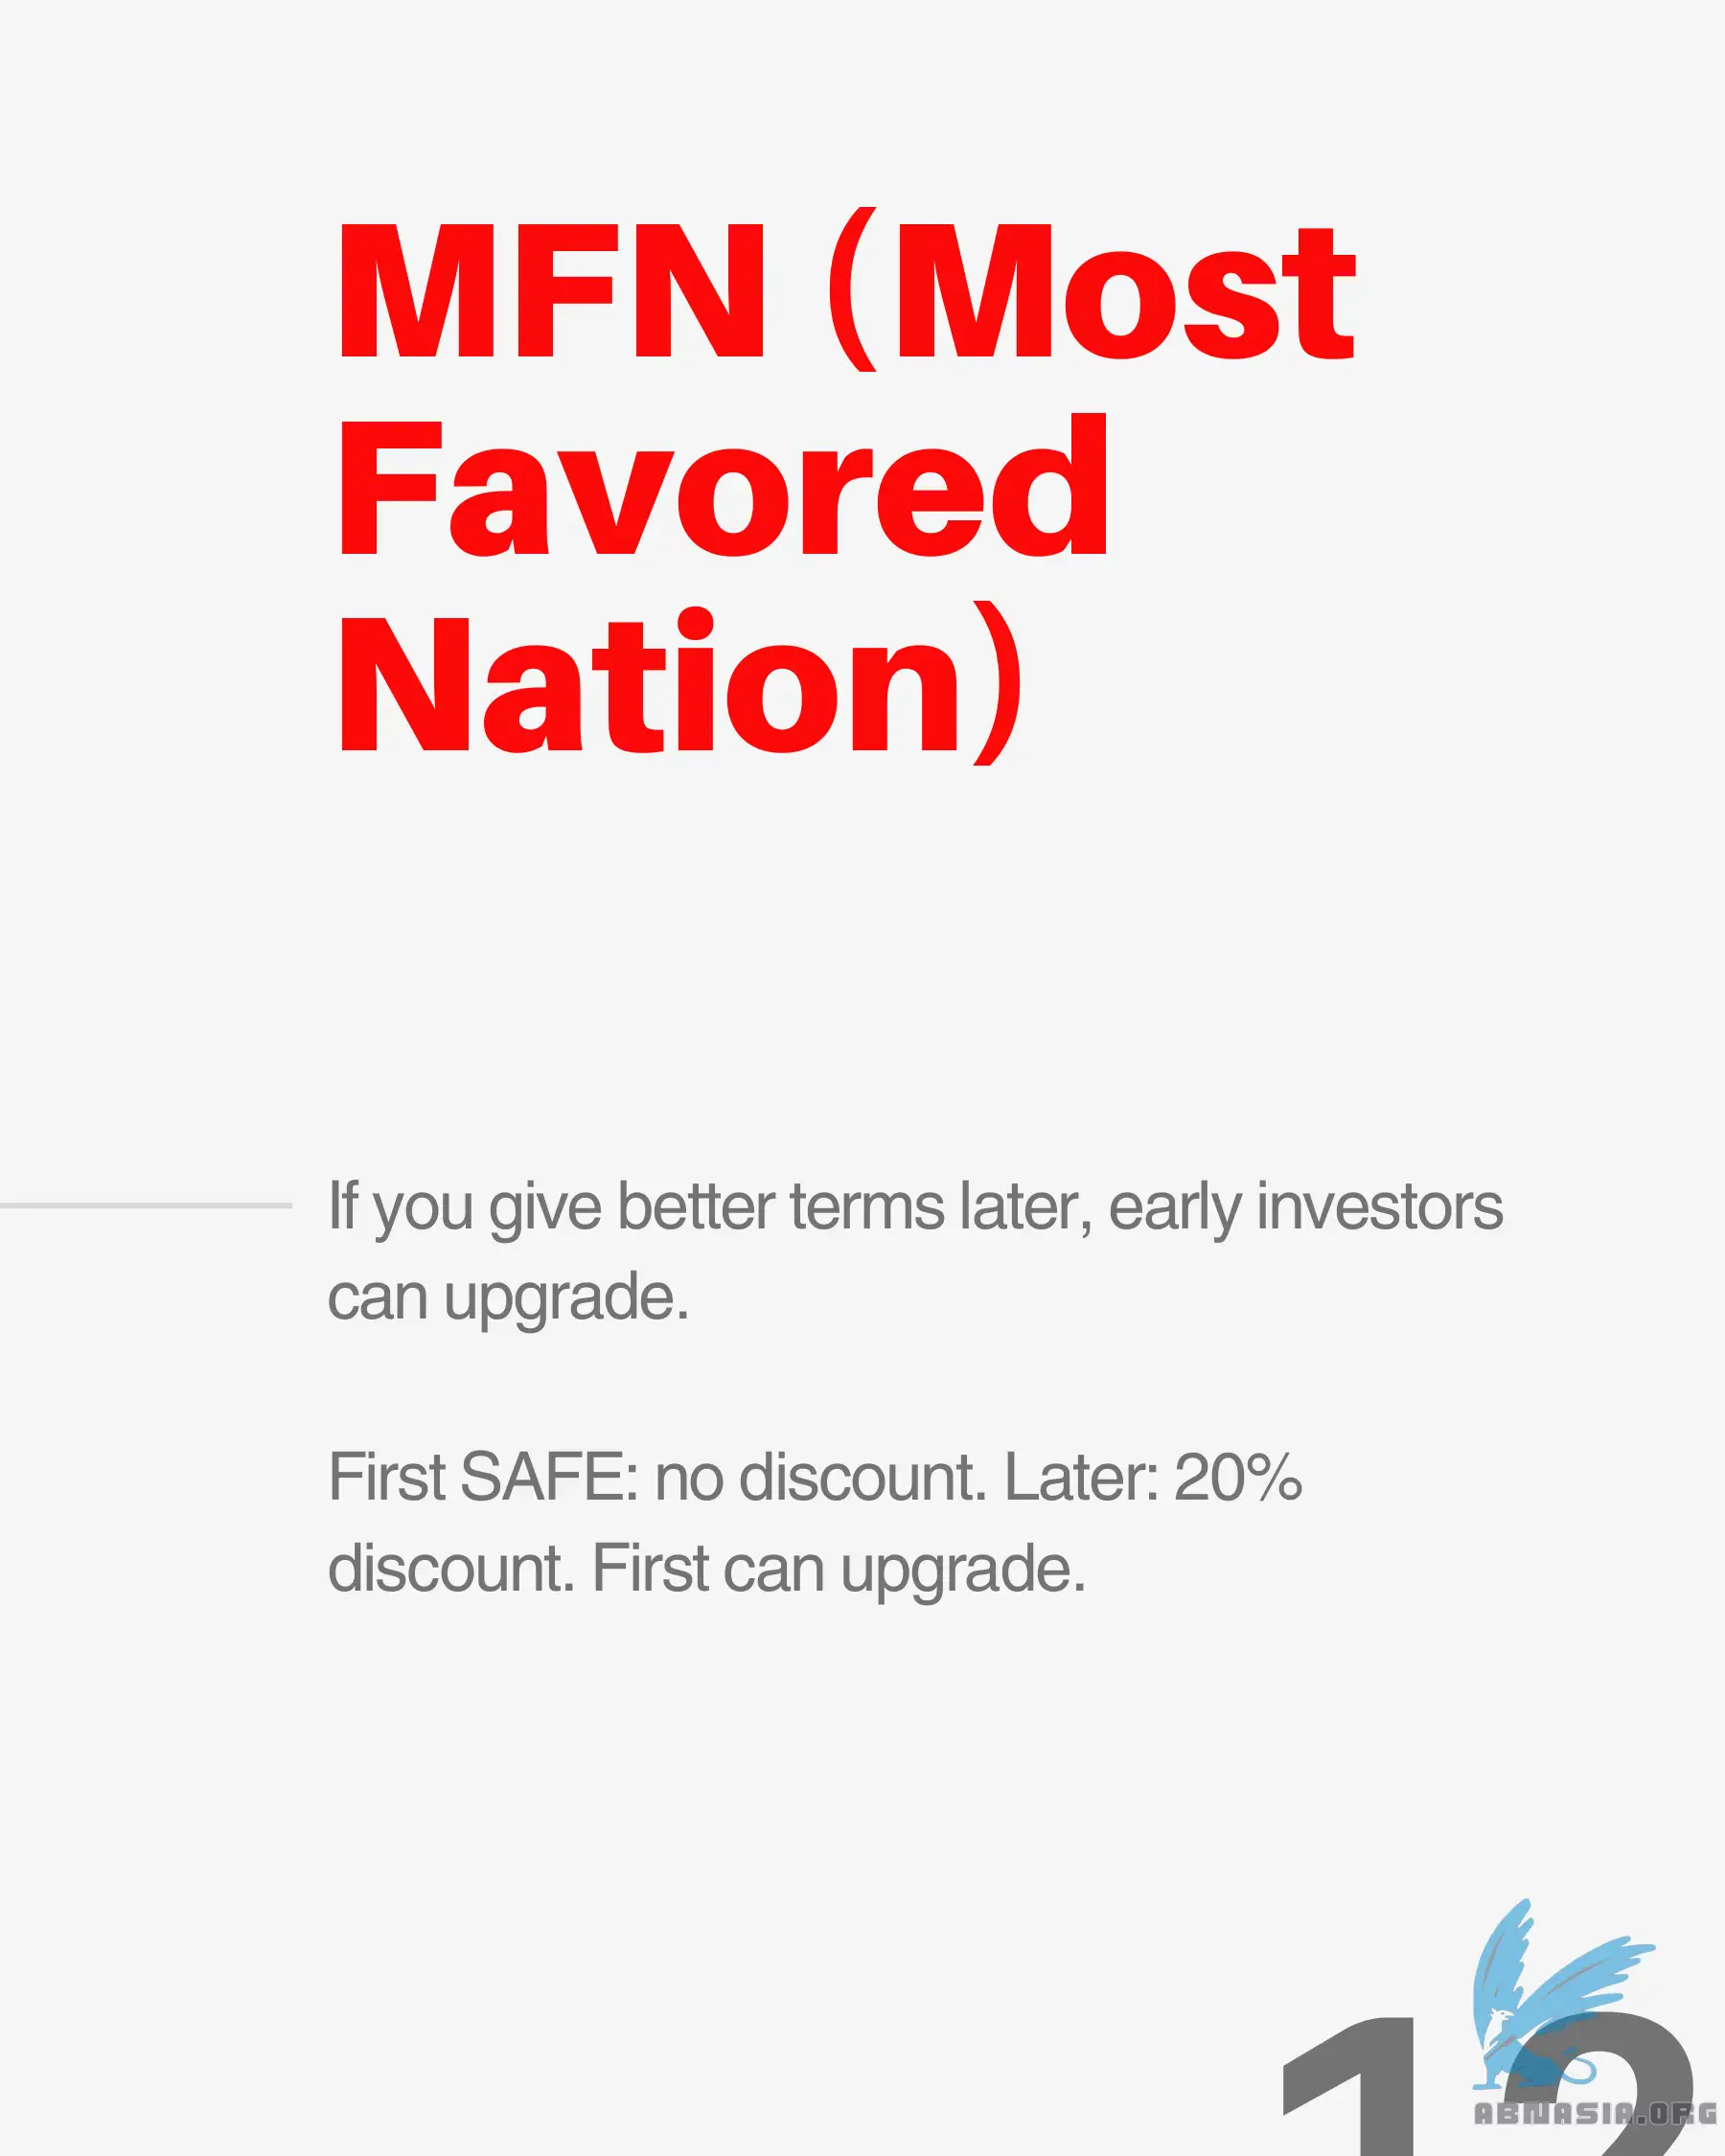 MFN (Most
Favored
Nation)
If you give better terms later, early investors
can upgrade.
First SAFE: no discount. Later: 20%
discount. First can upgrade.
ABNASIA.ORG